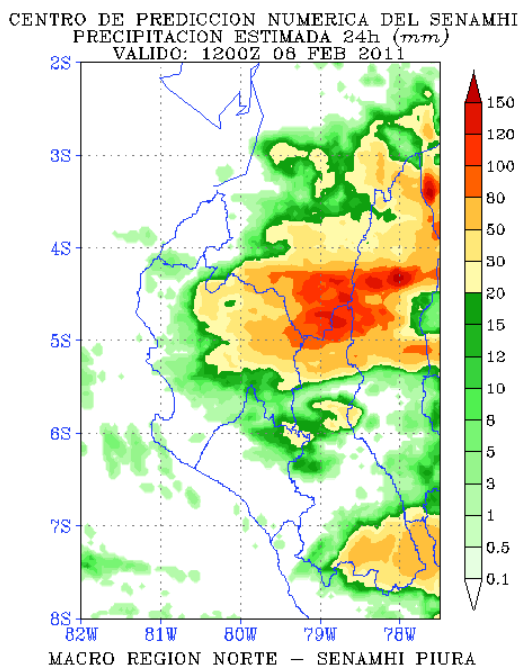 CENTRO DE PREDICCION NUMERICA DEL SENAMHI
PRECIPITACION ESTIMADA 24h (mm)
VALIDO: 1200Z 08 FEB 2011
2S
3S
4S
5S
6S
7S
8S
82W 81W 80W 79W 78W
150
120
100
80
50
30
20
15
12
10
8
5
3
1
0.5
0.1
MACRO REGION NORTE – SENAMHI PIURA